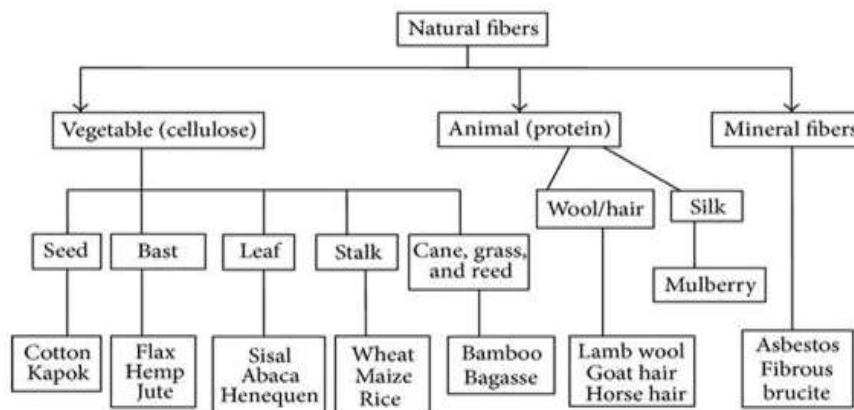 Natural fibers
Vegetable (cellulose)
Animal (protein)
Mineral fibers
Wool/hair
Silk
Seed
Bast
Leaf
Stalk
Cane, grass,
and reed
Mulberry
Cotton
Kapok
Flax
Hemp
Jute
Sisal
Abaca
Henequen
Wheat
Maize
Rice
Bamboo
Bagasse
Lamb wool
Goat hair
Horse hair
Asbestos
Fibrous
brucite